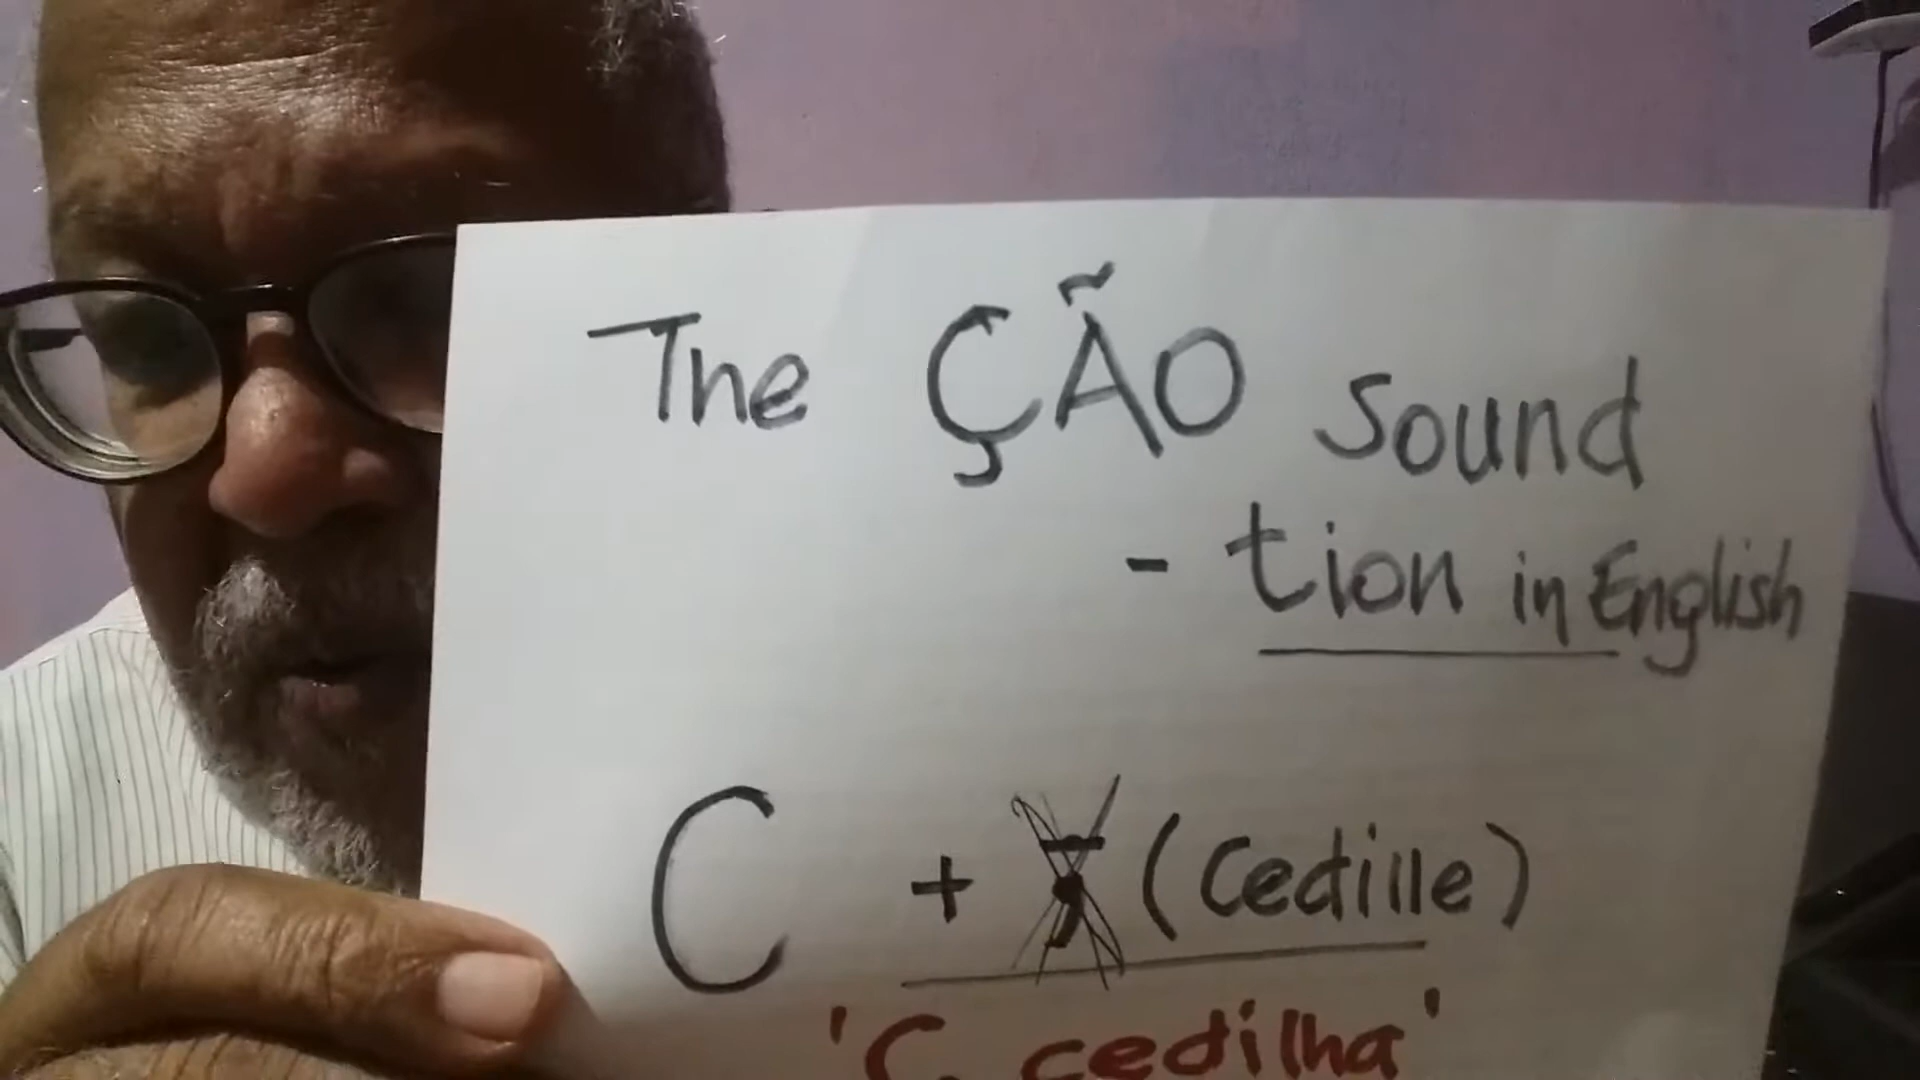 The ÇÃO sound
- tion in English
C + (Cedille)
'C cedilha'